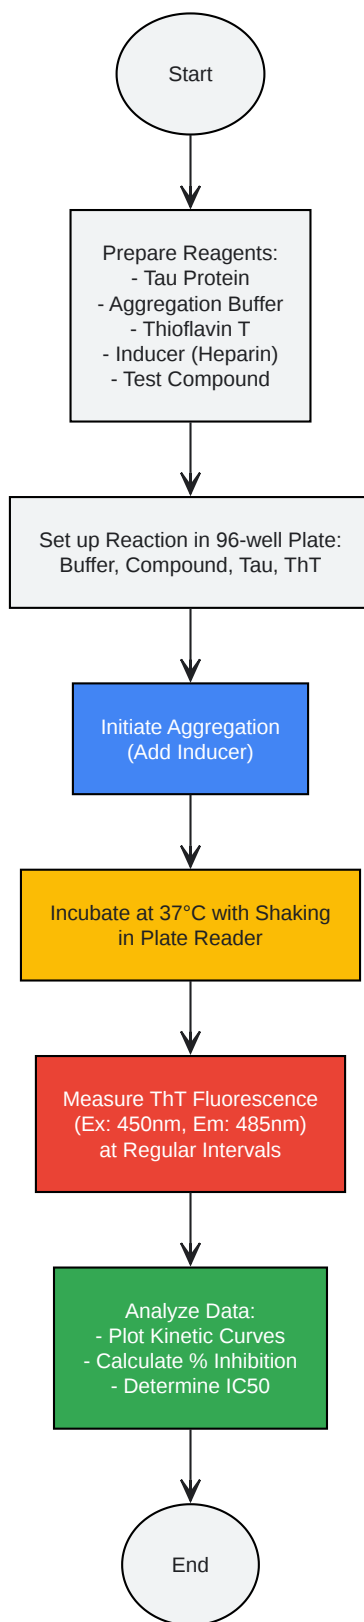 Start
Prepare Reagents:
- Tau Protein
- Aggregation Buffer
- Thioflavin T
- Inducer (Heparin)
- Test Compound
Set up Reaction in 96-well Plate:
Buffer, Compound, Tau, ThT
Initiate Aggregation
(Add Inducer)
Incubate at 37°C with Shaking
in Plate Reader
Measure ThT Fluorescence
(Ex: 450nm, Em: 485nm)
at Regular Intervals
Analyze Data:
- Plot Kinetic Curves
- Calculate % Inhibition
- Determine IC50
End